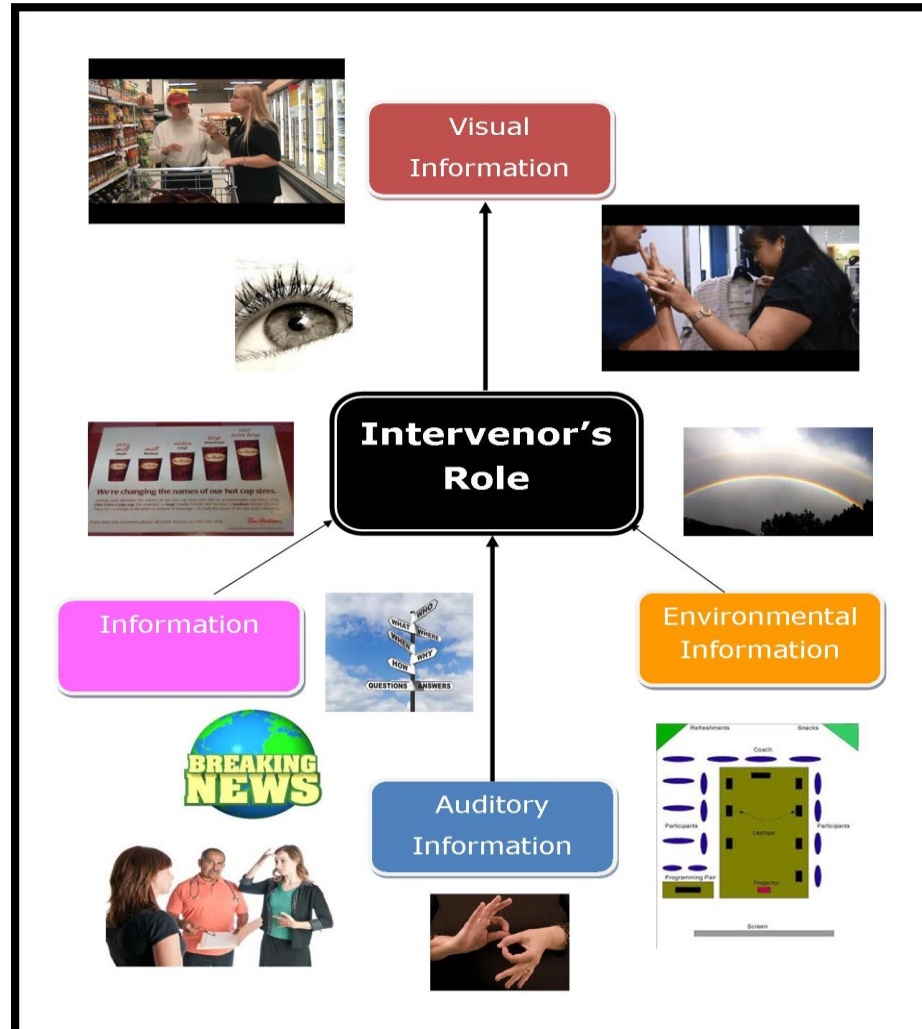 Visual
Information
Intervenor's
Role
We're changing the names of our hot cup sizes.
Tim Hortons
Information
WHO
WHAT
WHERE
WHEN
WHY
HOW
QUESTIONS
ANSWERS
Environmental
Information
BREAKING
NEWS
Auditory
Information
Refreshments
Snacks
Coach
Participants
Laptops
Participants
Programming Pair
Projector
Screen